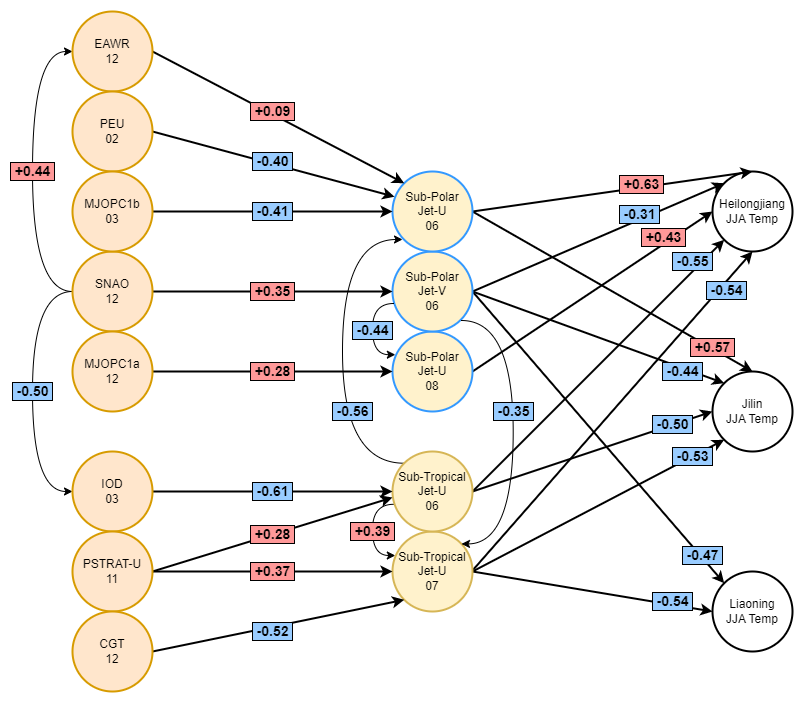 EAWR
12
+0.09
PEU
02
-0.40
+0.44
MJOPC1b
03
-0.41
Sub-Polar
Jet-U
06
+0.63
-0.31
+0.43
-0.55
-0.54
Heilongjiang
JJA Temp
SNAO
12
+0.35
Sub-Polar
Jet-V
06
-0.44
MJOPC1a
12
+0.28
Sub-Polar
Jet-U
08
+0.57
-0.44
-0.50
-0.56
-0.35
-0.50
-0.53
Jilin
JJA Temp
IOD
03
-0.61
Sub-Tropical
Jet-U
06
+0.28
+0.39
PSTRAT-U
11
+0.37
Sub-Tropical
Jet-U
07
-0.47
-0.54
Liaoning
JJA Temp
CGT
12
-0.52